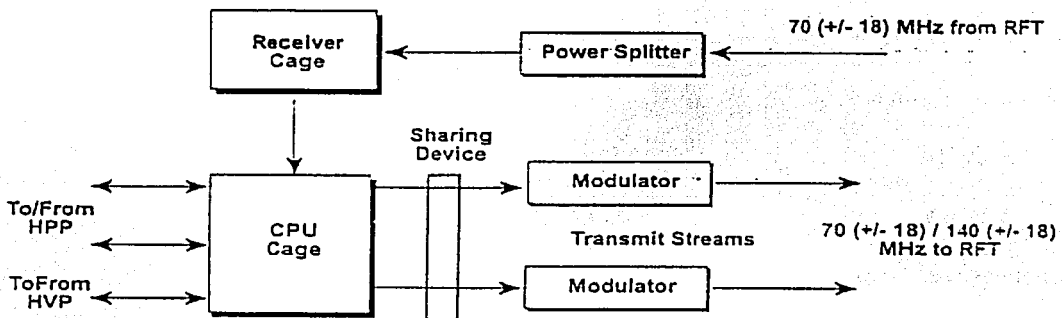 70 (+/- 18) MHz from RFT
Receiver
Cage
Power Splitter
Sharing
Device
Modulator
To/From
HPP
CPU
Cage
Transmit Streams
70 (+/- 18) / 140 (+/- 18)
MHz to RFT
ToFrom
HVP
Modulator